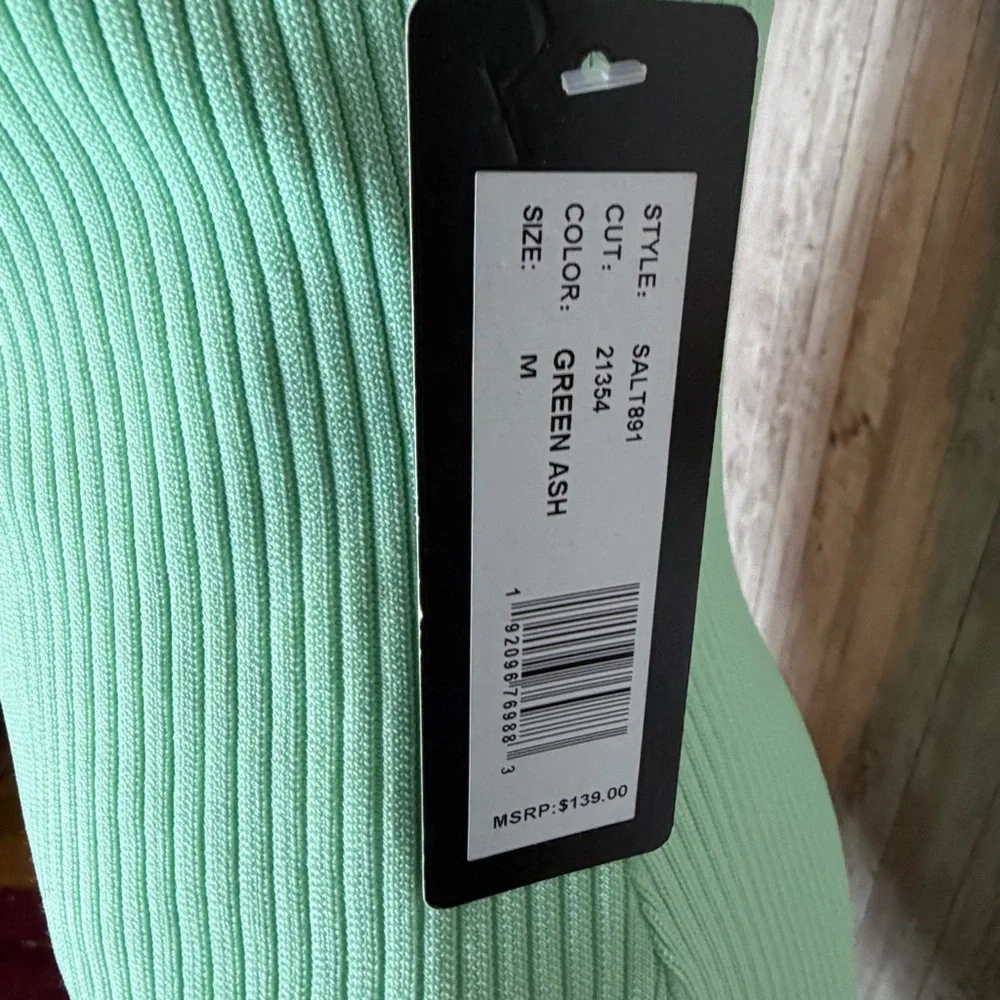 STYLE: SALT891
CUT: 21354
COLOR: GREEN ASH
SIZE: M
1 92096 76988 3
MSRP:$139.00